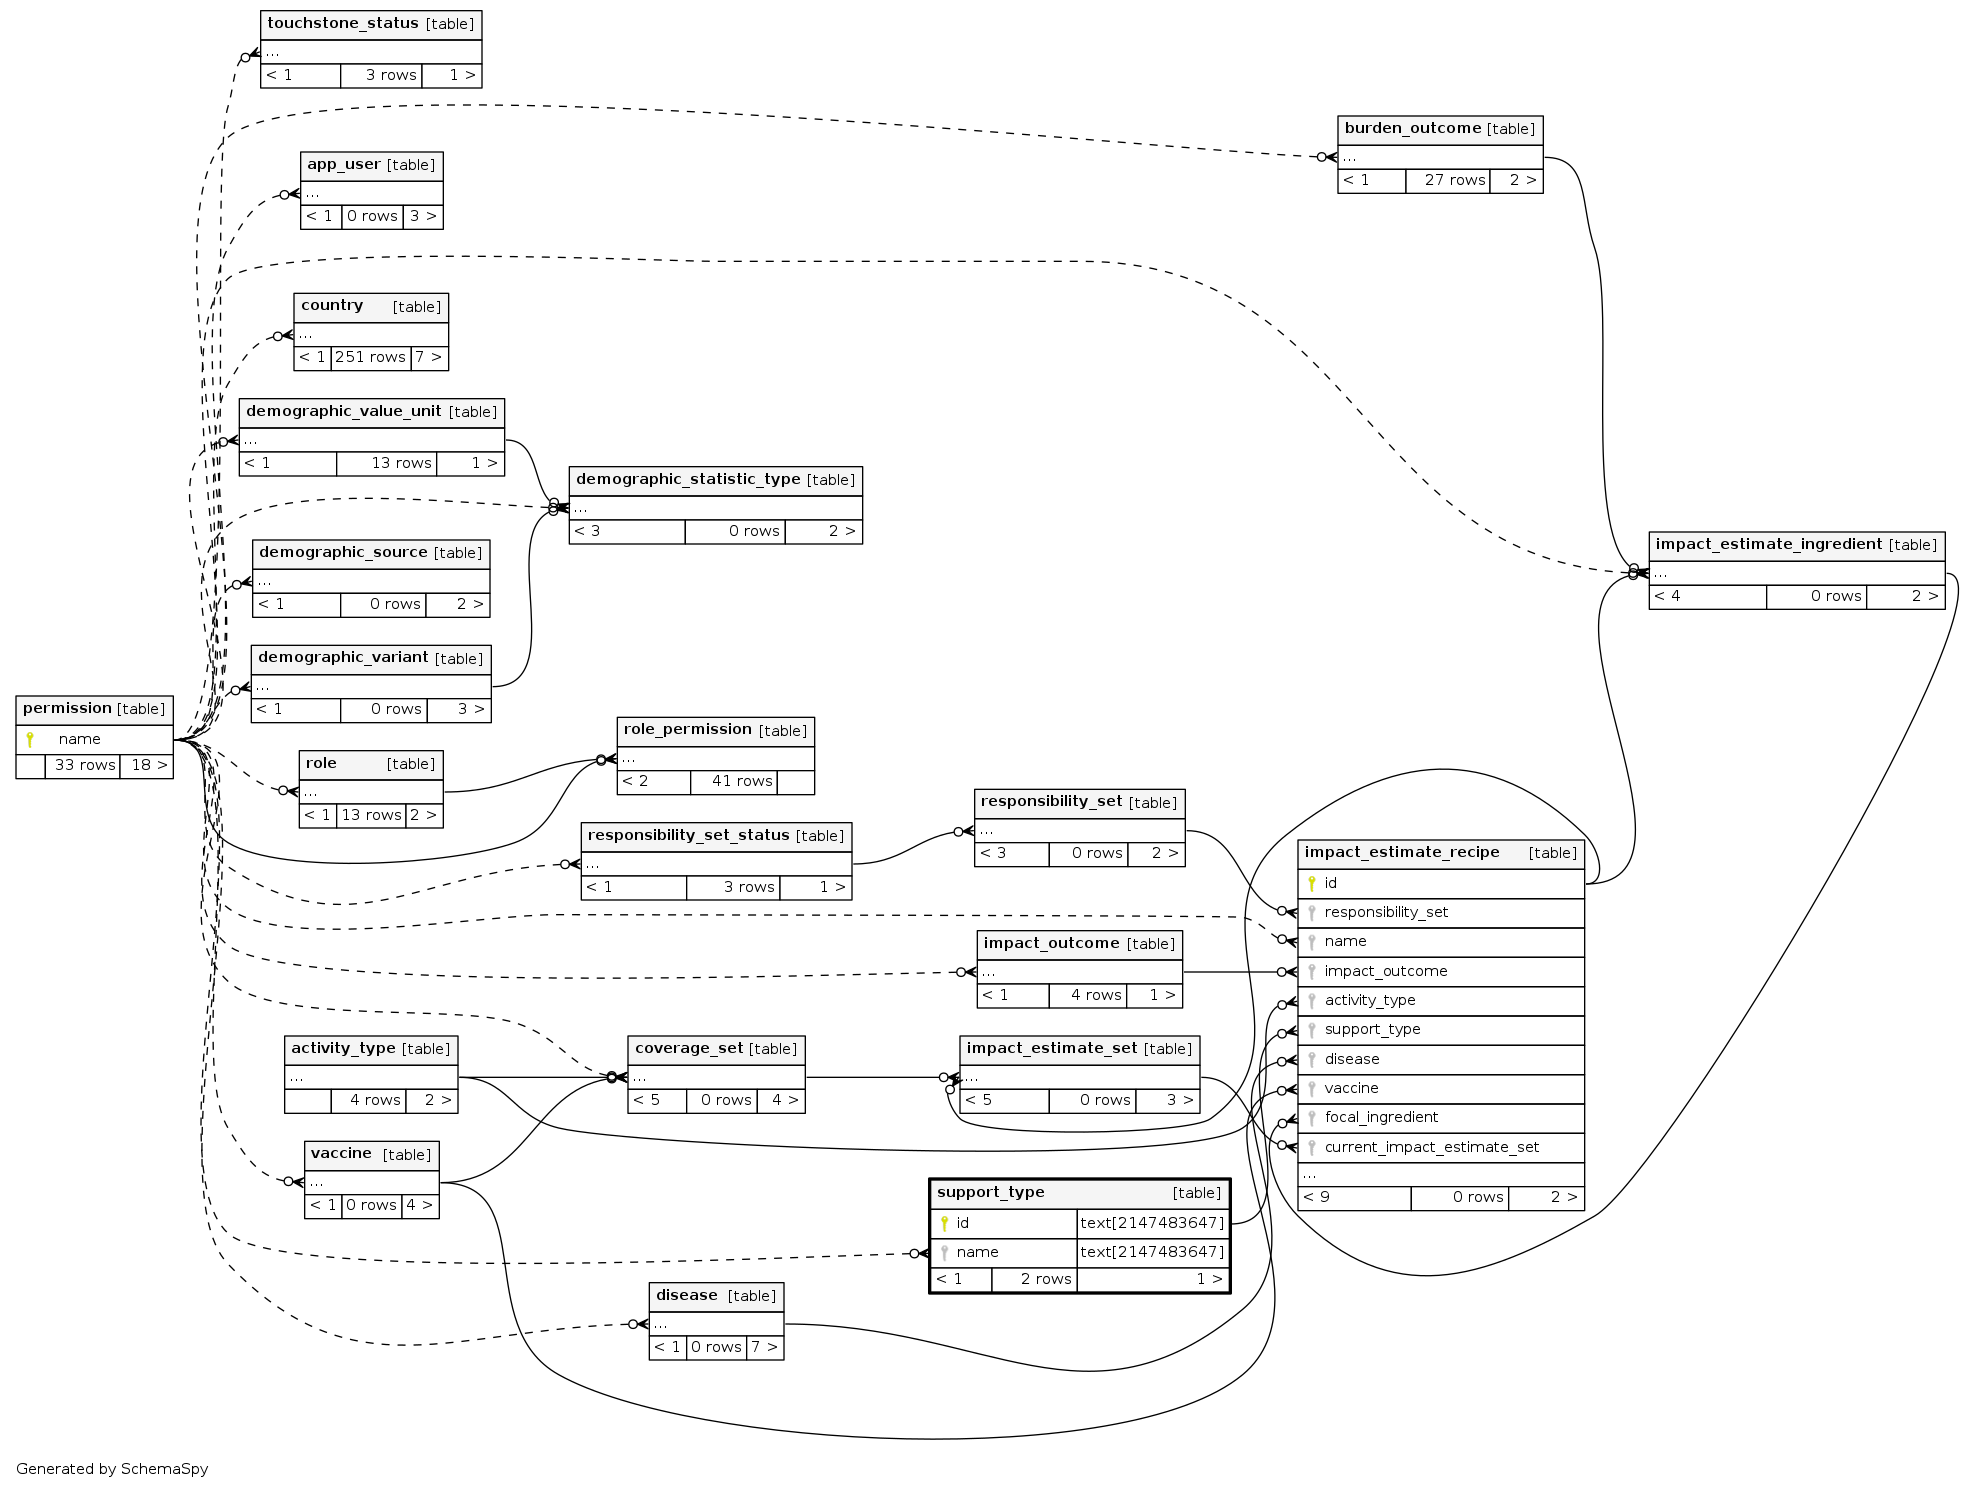 touchstone_status [table]
...
< 1 3 rows 1 >
burden_outcome [table]
...
< 1 27 rows 2 >
app_user [table]
...
< 1 0 rows 3 >
country [table]
...
< 1 251 rows 7 >
demographic_value_unit [table]
...
< 1 13 rows 1 >
demographic_statistic_type [table]
...
< 3 0 rows 2 >
demographic_source [table]
...
< 1 0 rows 2 >
impact_estimate_ingredient [table]
...
< 4 0 rows 2 >
demographic_variant [table]
...
< 1 0 rows 3 >
permission [table]
name
33 rows 18 >
role_permission [table]
...
< 2 41 rows
role [table]
...
< 1 13 rows 2 >
responsibility_set [table]
...
< 3 0 rows 2 >
responsibility_set_status [table]
...
< 1 3 rows 1 >
impact_estimate_recipe [table]
id
responsibility_set
name
impact_outcome
activity_type
support_type
disease
vaccine
focal_ingredient
current_impact_estimate_set
...
< 9 0 rows 2 >
impact_outcome [table]
...
< 1 4 rows 1 >
activity_type [table]
...
4 rows 2 >
coverage_set [table]
...
< 5 0 rows 4 >
impact_estimate_set [table]
...
< 5 0 rows 3 >
vaccine [table]
...
< 1 0 rows 4 >
support_type [table]
id text[2147483647]
name text[2147483647]
< 1 2 rows 1 >
disease [table]
...
< 1 0 rows 7 >
Generated by SchemaSpy